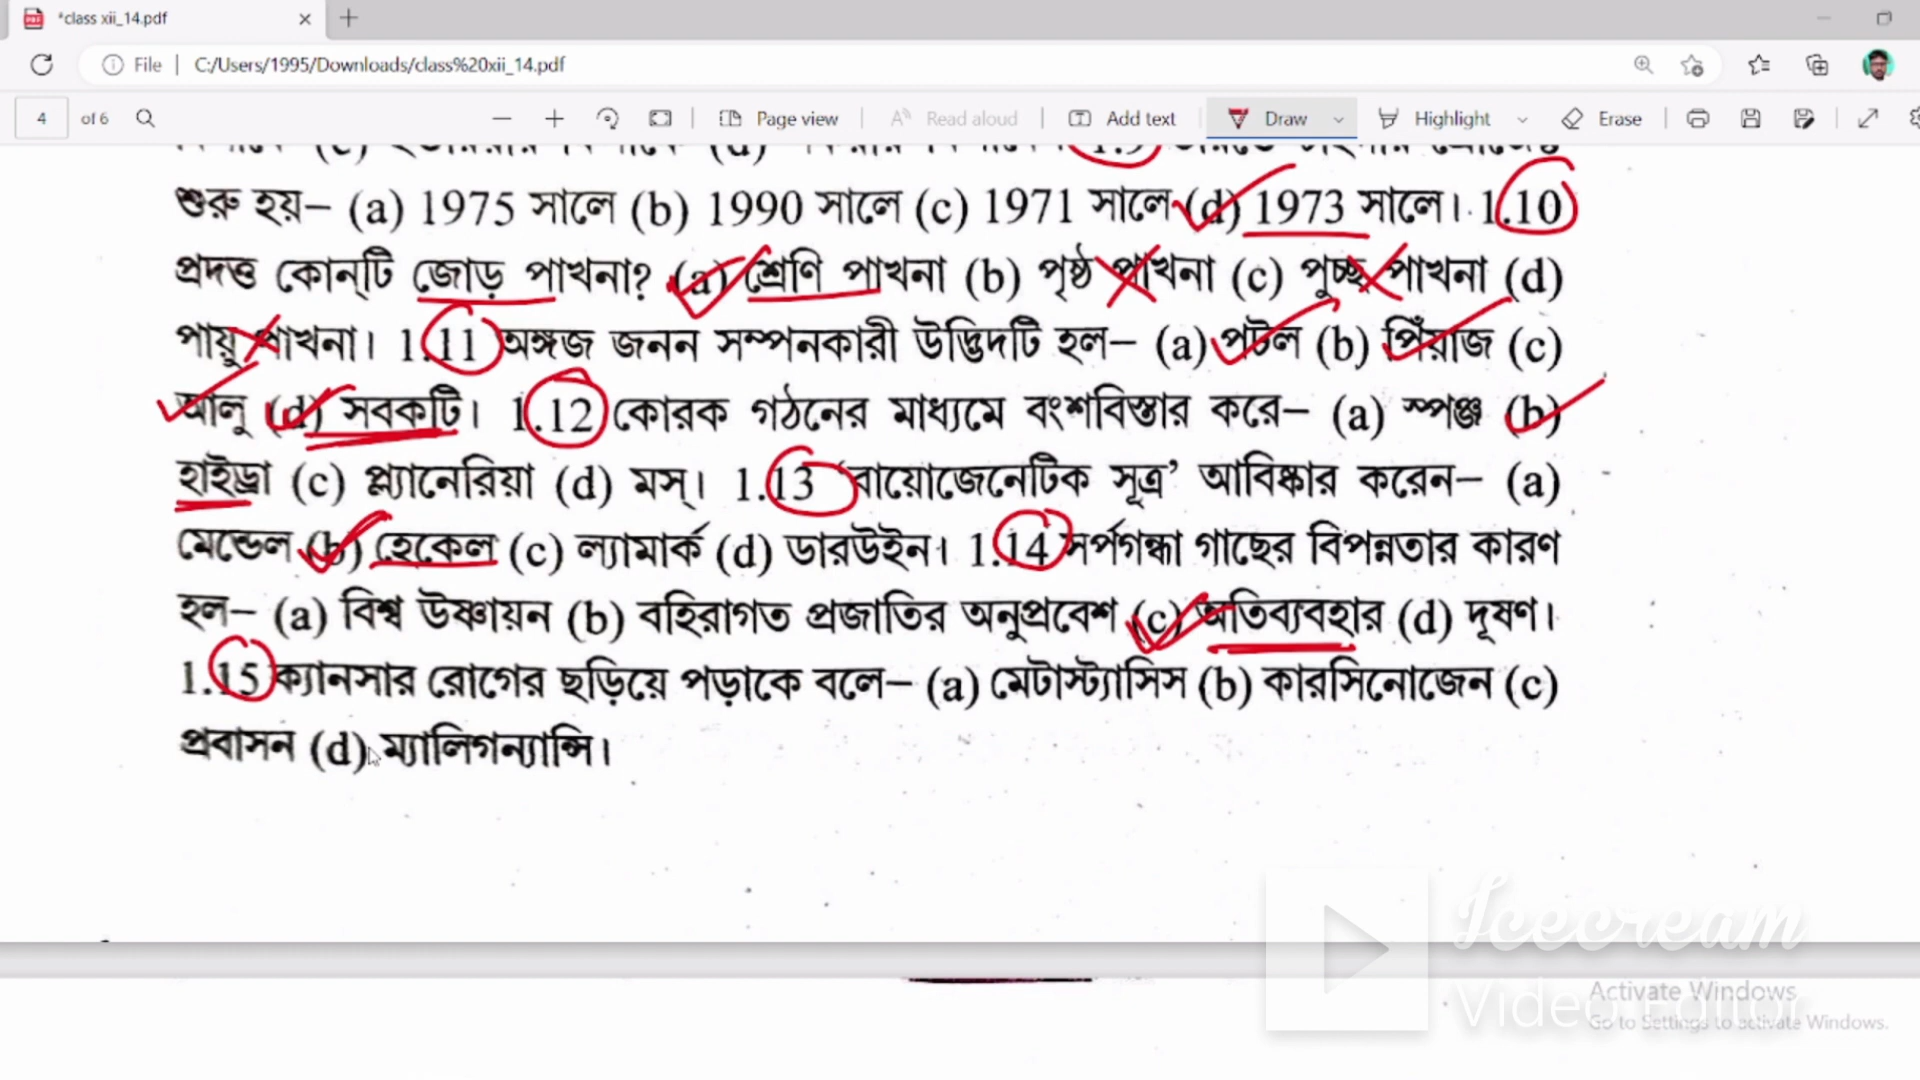 *class xii_14.pdf
File | C:/Users/1995/Downloads/class%20xii_14.pdf
4 of 6 Page view Read aloud Add text Draw Highlight Erase
শুরু হয়– (a) 1975 সালে (b) 1990 সালে (c) 1971 সালে (d) 1973 সালে। 1.10
প্রদত্ত কোন্‌টি জোড় পাখনা? (a) শ্রেণি পাখনা (b) পৃষ্ঠ পাখনা (c) পুচ্ছ পাখনা (d)
পায়ু পাখনা। 1.11 অঙ্গজ জনন সম্পনকারী উদ্ভিদটি হল– (a) পটল (b) পিঁয়াজ (c)
আলু (d) সবকটি। 1.12 কোরক গঠনের মাধ্যমে বংশবিস্তার করে– (a) স্পঞ্জ (b)
হাইড্রা (c) প্ল্যানেরিয়া (d) মস্। 1.13 ‘বায়োজেনেটিক সূত্র’ আবিষ্কার করেন– (a)
মেন্ডেল (b) হেকেল (c) ল্যামার্ক (d) ডারউইন। 1.14 সর্পগন্ধা গাছের বিপন্নতার কারণ
হল– (a) বিশ্ব উষ্ণায়ন (b) বহিরাগত প্রজাতির অনুপ্রবেশ (c) অতিব্যবহার (d) দূষণ।
1.15 ক্যানসার রোগের ছড়িয়ে পড়াকে বলে– (a) মেটাস্ট্যাসিস (b) কারসিনোজেন (c)
প্রবাসন (d) ম্যালিগন্যান্সি।
Icecream
Video Editor
Activate Windows
Go to Settings to activate Windows.